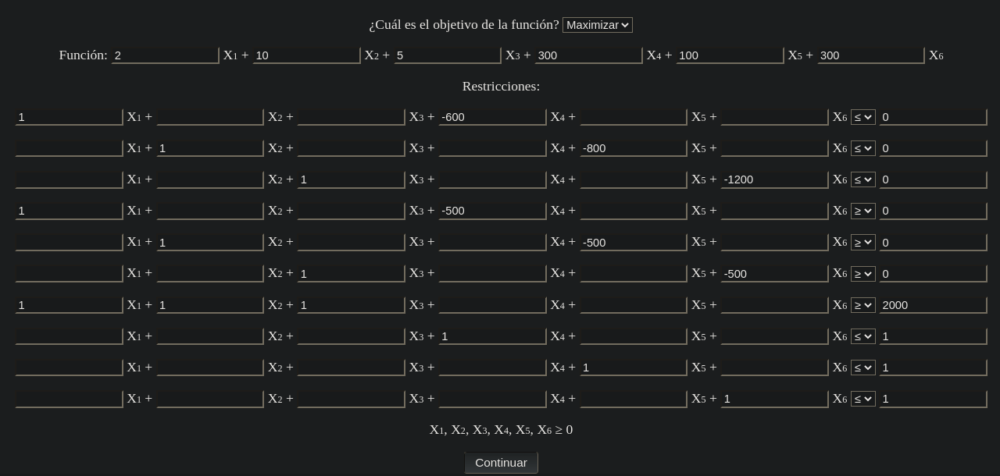 ¿Cuál es el objetivo de la función? Maximizar
Función: 2 X1 + 10 X2 + 5 X3 + 300 X4 + 100 X5 + 300 X6
Restricciones:
1 X1 + X2 + X3 + -600 X4 + X5 + X6 ≤ 0
X1 + 1 X2 + X3 + X4 + -800 X5 + X6 ≤ 0
X1 + X2 + 1 X3 + X4 + X5 + -1200 X6 ≤ 0
1 X1 + X2 + X3 + -500 X4 + X5 + X6 ≥ 0
X1 + 1 X2 + X3 + X4 + -500 X5 + X6 ≥ 0
X1 + X2 + 1 X3 + X4 + X5 + -500 X6 ≥ 0
1 X1 + 1 X2 + 1 X3 + X4 + X5 + X6 ≥ 2000
X1 + X2 + X3 + 1 X4 + X5 + X6 ≤ 1
X1 + X2 + X3 + X4 + 1 X5 + X6 ≤ 1
X1 + X2 + X3 + X4 + X5 + 1 X6 ≤ 1
X1, X2, X3, X4, X5, X6 ≥ 0
Continuar